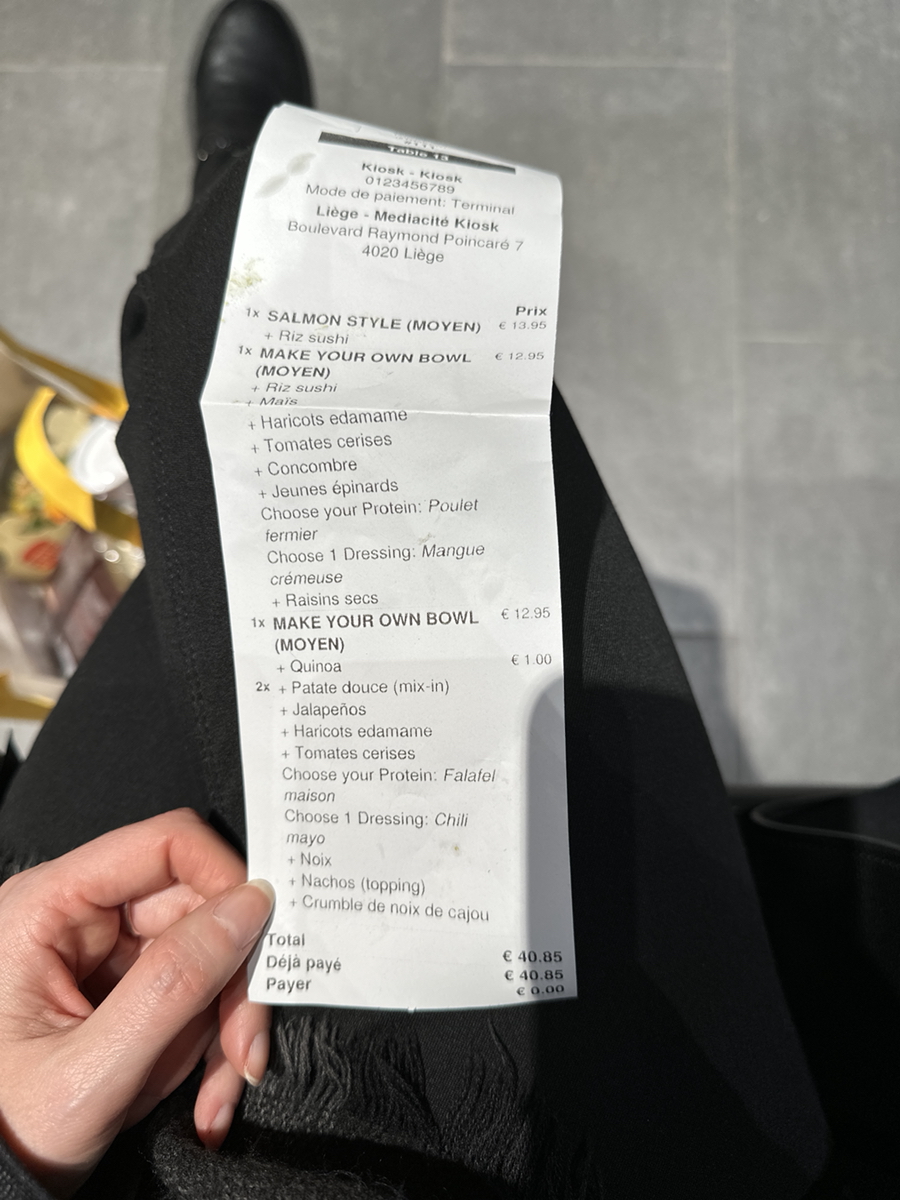 Table 13
Kiosk - Kiosk
0123456789
Mode de paiement: Terminal
Liège - Mediacité Kiosk
Boulevard Raymond Poincaré 7
4020 Liège
Prix
1x SALMON STYLE (MOYEN) € 13.95
+ Riz sushi
1x MAKE YOUR OWN BOWL € 12.95
(MOYEN)
+ Riz sushi
+ Maïs
+ Haricots edamame
+ Tomates cerises
+ Concombre
+ Jeunes épinards
Choose your Protein: Poulet
fermier
Choose 1 Dressing: Mangue
crémeuse
+ Raisins secs
1x MAKE YOUR OWN BOWL € 12.95
(MOYEN)
+ Quinoa € 1.00
2x + Patate douce (mix-in)
+ Jalapeños
+ Haricots edamame
+ Tomates cerises
Choose your Protein: Falafel
maison
Choose 1 Dressing: Chili
mayo
+ Noix
+ Nachos (topping)
+ Crumble de noix de cajou
Total € 40.85
Déjà payé € 40.85
Payer € 0.00